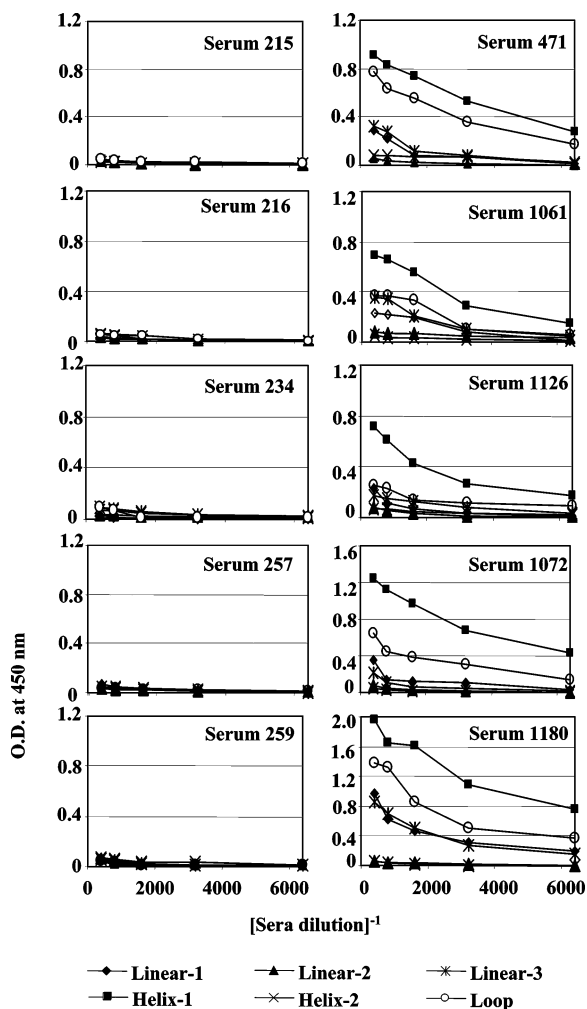 Serum 215
1.2
0.8
0.4
0
Serum 471
1.2
0.8
0.4
0
Serum 216
1.2
0.8
0.4
0
Serum 1061
1.2
0.8
0.4
0
Serum 234
1.2
0.8
0.4
0
Serum 1126
1.2
0.8
0.4
0
Serum 257
1.2
0.8
0.4
0
Serum 1072
1.6
1.2
0.8
0.4
0
Serum 259
1.2
0.8
0.4
0
Serum 1180
2.0
1.6
1.2
0.8
0.4
0
0 2000 4000 6000
0 2000 4000 6000
O.D. at 450 nm
[Sera dilution]-1
Linear-1 Linear-2 Linear-3
Helix-1 Helix-2 Loop